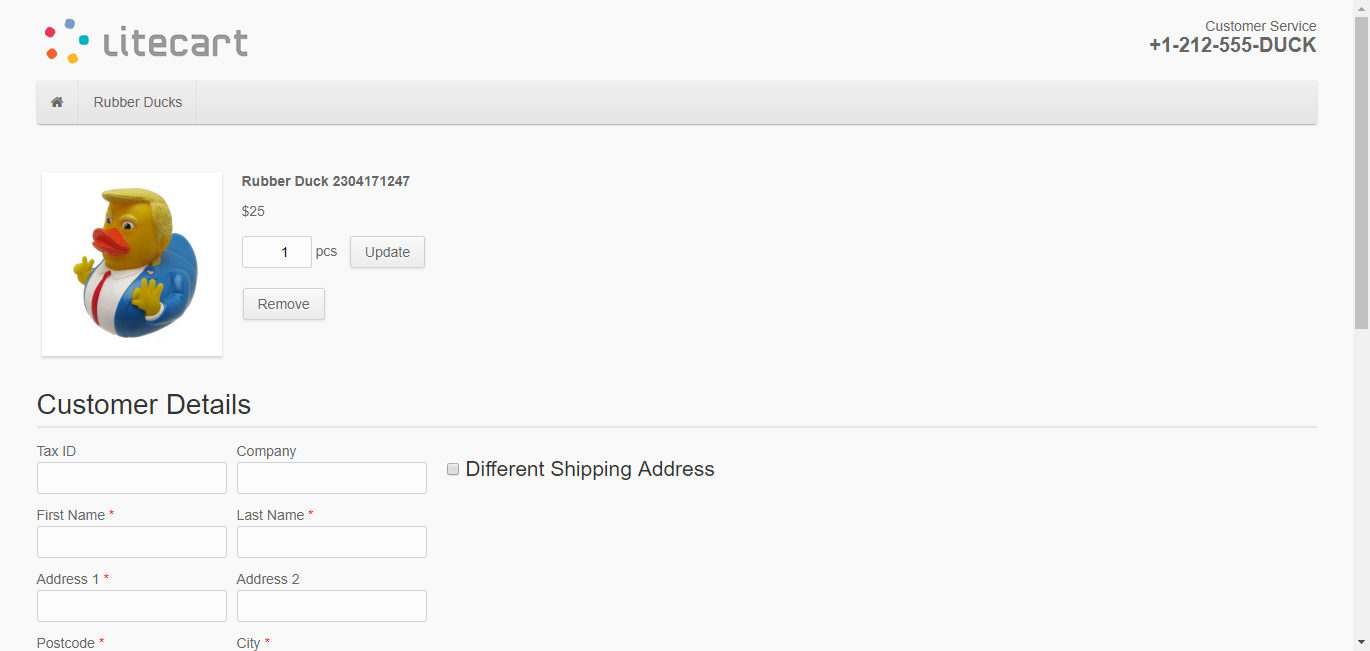 litecart
Customer Service
+1-212-555-DUCK
Rubber Ducks
Rubber Duck 2304171247
$25
1 pcs Update
Remove
Customer Details
Tax ID Company
Different Shipping Address
First Name * Last Name *
Address 1 * Address 2
Postcode * City *